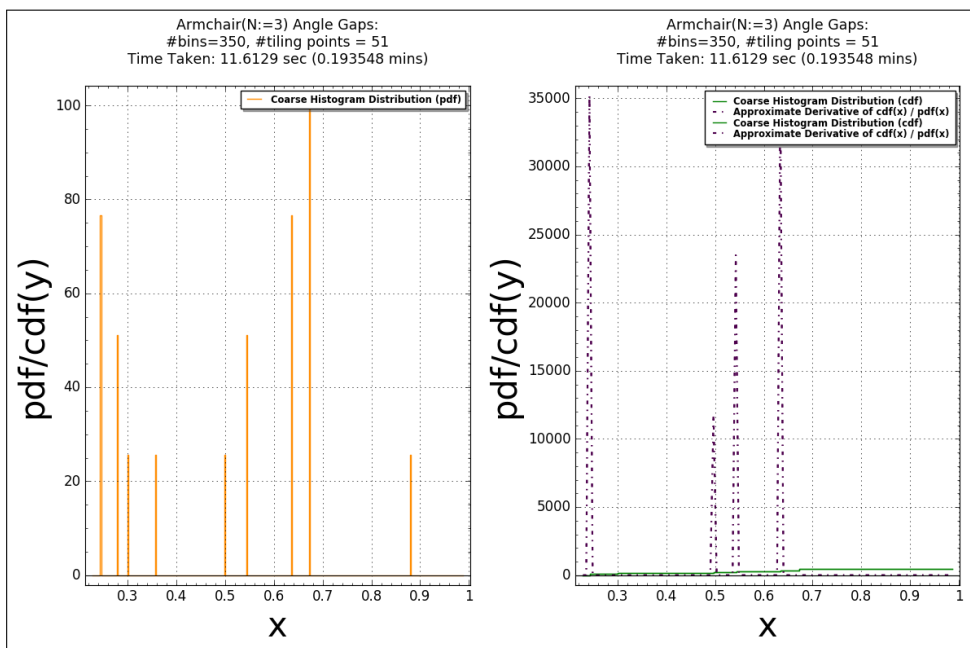 Armchair(N:=3) Angle Gaps:
#bins=350, #tiling points = 51
Time Taken: 11.6129 sec (0.193548 mins)
Coarse Histogram Distribution (pdf)
100
80
60
40
20
0
0.3 0.4 0.5 0.6 0.7 0.8 0.9 1
pdf/cdf(y)
X
Armchair(N:=3) Angle Gaps:
#bins=350, #tiling points = 51
Time Taken: 11.6129 sec (0.193548 mins)
Coarse Histogram Distribution (cdf)
Approximate Derivative of cdf(x) / pdf(x)
Coarse Histogram Distribution (cdf)
Approximate Derivative of cdf(x) / pdf(x)
35000
30000
25000
20000
15000
10000
5000
0
0.3 0.4 0.5 0.6 0.7 0.8 0.9 1
pdf/cdf(y)
X